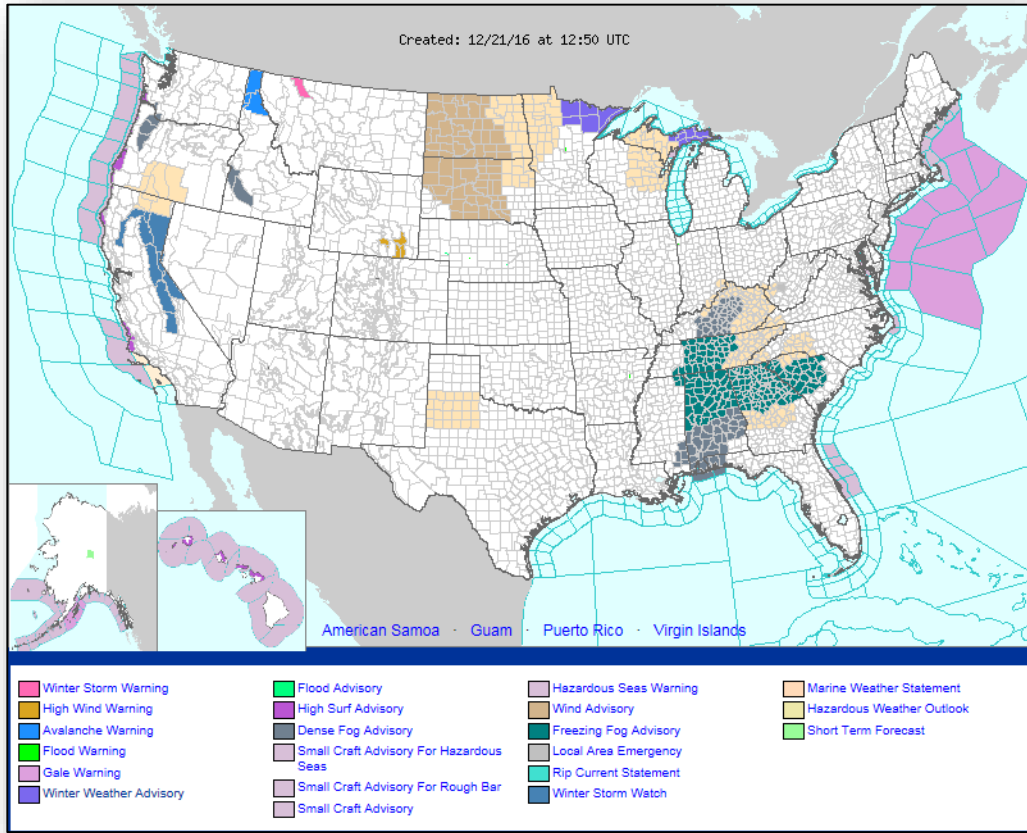 Created: 12/21/16 at 12:50 UTC
American Samoa · Guam · Puerto Rico · Virgin Islands
Winter Storm Warning
High Wind Warning
Avalanche Warning
Flood Warning
Gale Warning
Winter Weather Advisory
Flood Advisory
High Surf Advisory
Dense Fog Advisory
Small Craft Advisory For Hazardous
Seas
Small Craft Advisory For Rough Bar
Small Craft Advisory
Hazardous Seas Warning
Wind Advisory
Freezing Fog Advisory
Local Area Emergency
Rip Current Statement
Winter Storm Watch
Marine Weather Statement
Hazardous Weather Outlook
Short Term Forecast